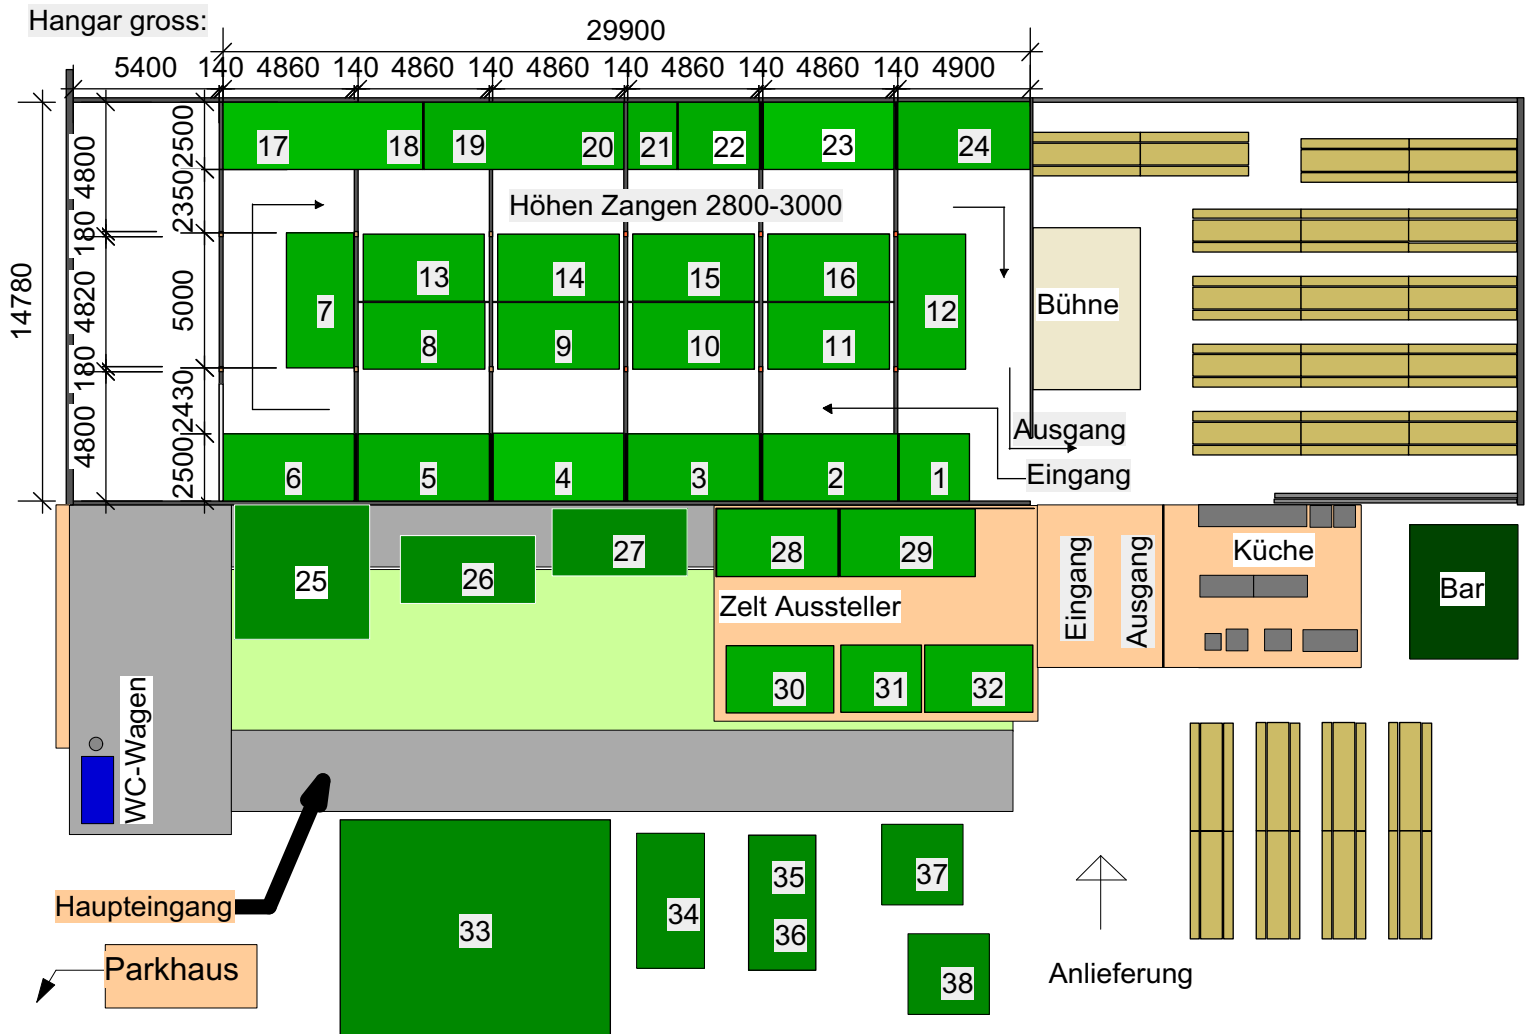 Hangar gross:
29900
5400 140 4860 140 4860 140 4860 140 4860 140 4860 140 4900
14780
4800 180 4820 180 4800
2500 2350 5000 2430 2500
17 18 19 20 21 22 23 24
Höhen Zangen 2800-3000
13 14 15 16
7 12
8 9 10 11
Bühne
Ausgang
Eingang
6 5 4 3 2 1
25 26 27 28 29
Zelt Aussteller
30 31 32
Eingang
Ausgang
Küche
Bar
WC-Wagen
Haupteingang
Parkhaus
33 34 35 36 37 38
Anlieferung